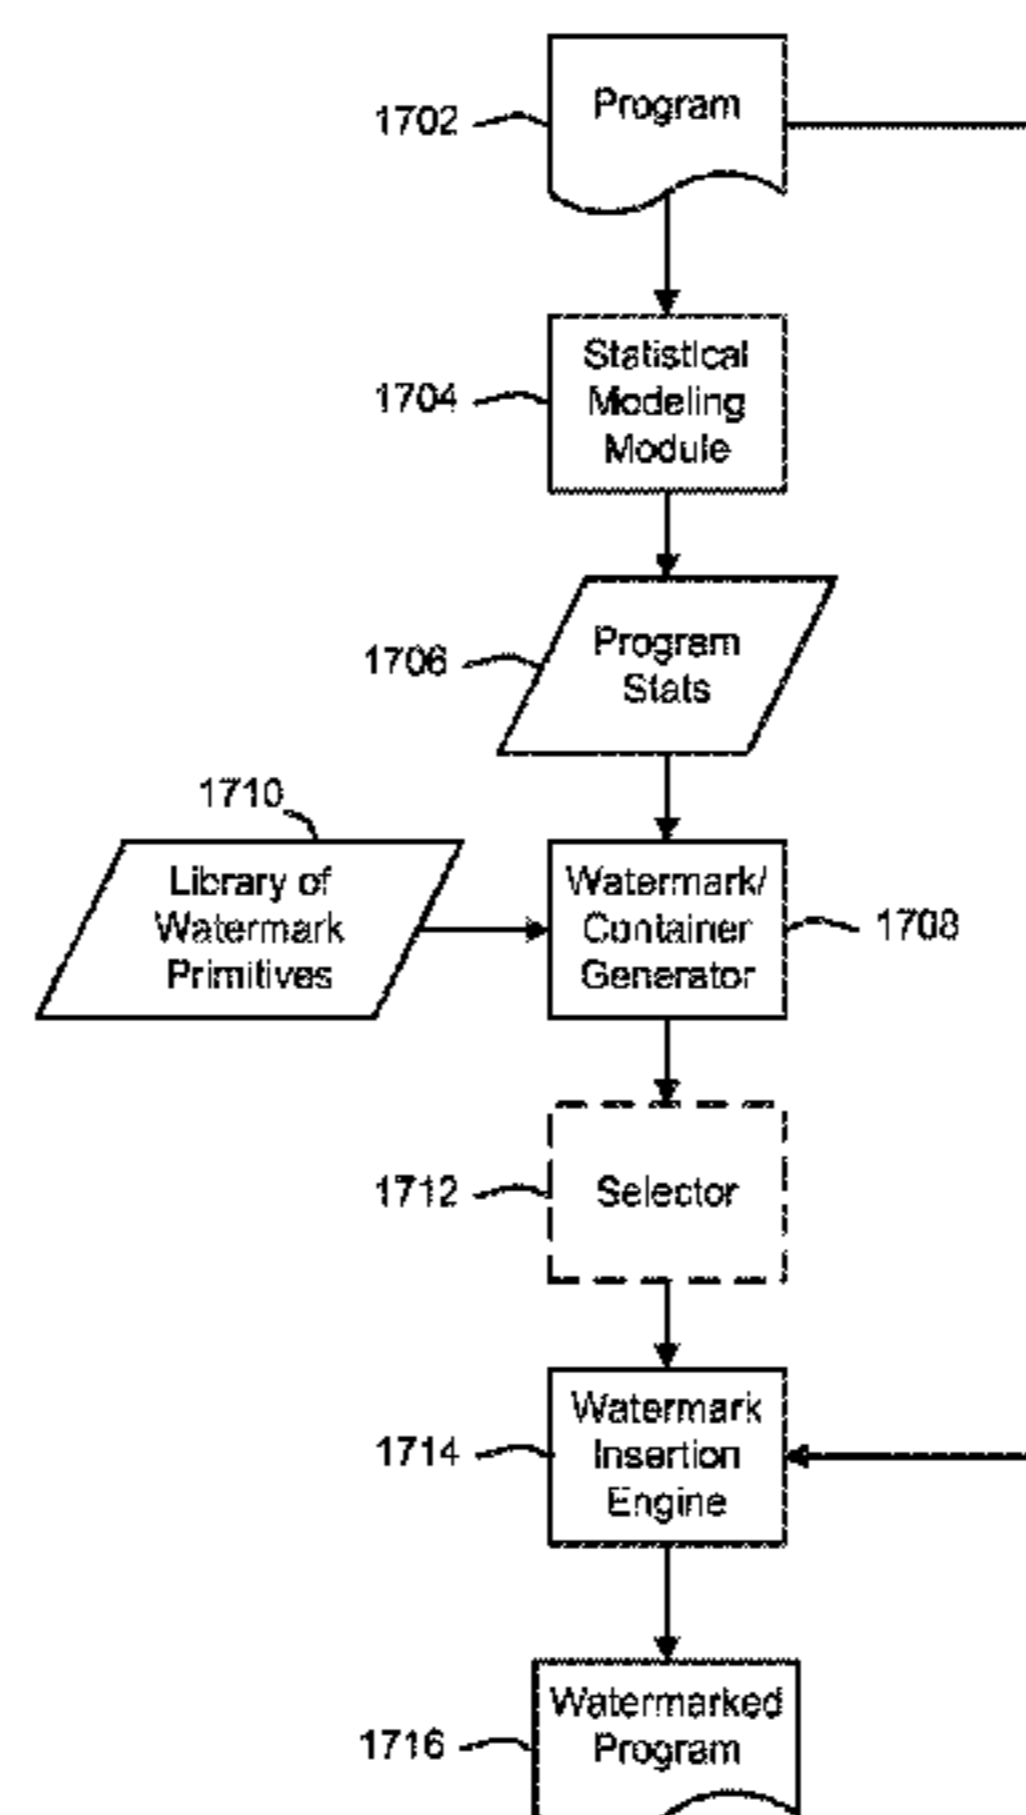 1702
Program
1704
Statistical
Modeling
Module
1706
Program
Stats
1710
Library of
Watermark
Primitives
Watermark/
Container
Generator
1708
1712
Selector
1714
Watermark
Insertion
Engine
1716
Watermarked
Program